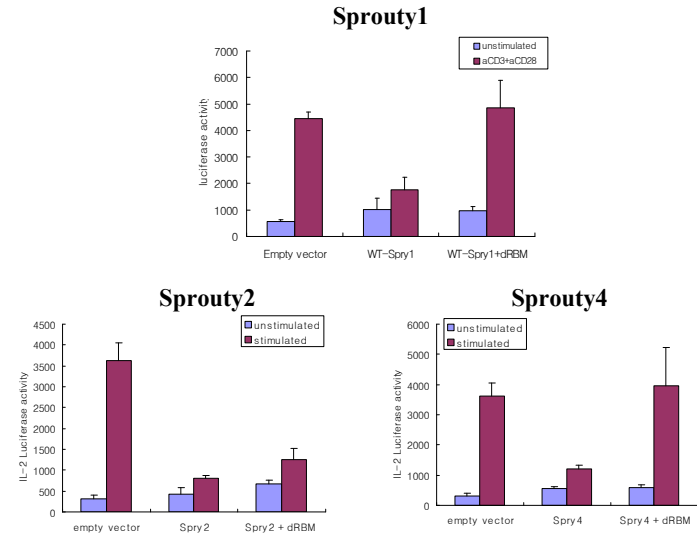 Sprouty1
unstimulated
aCD3+aCD28
luciferase activity
7000
6000
5000
4000
3000
2000
1000
0
Empty vector WT-Spry1 WT-Spry1+dRBM
Sprouty2
unstimulated
stimulated
IL-2 Luciferase activity
4500
4000
3500
3000
2500
2000
1500
1000
500
0
empty vector Spry2 Spry2 + dRBM
Sprouty4
unstimulated
stimulated
IL-2 Luciferase activity
6000
5000
4000
3000
2000
1000
0
empty vector Spry4 Spry4 + dRBM